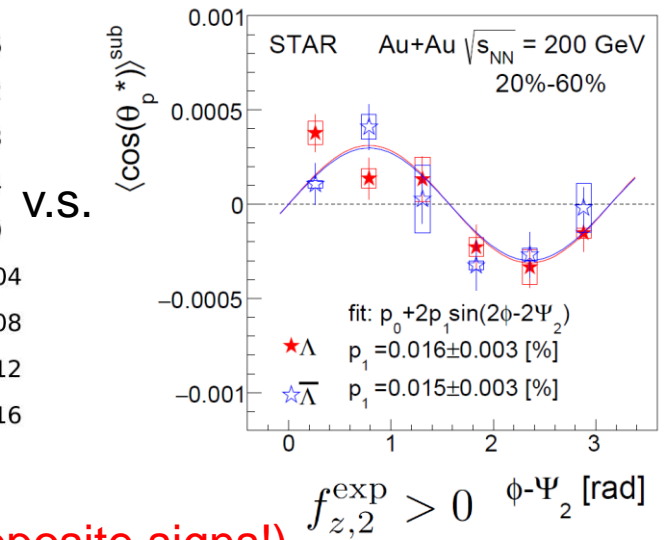 0.001
STAR Au+Au √s_NN = 200 GeV
20%-60%
⟨cos(θ_p*)⟩^sub
0.0005
v.s.
0
−0.0005
fit: p_0+2p_1sin(2ϕ-2Ψ_2)
★Λ p_1=0.016±0.003 [%]
☆Λ̅ p_1=0.015±0.003 [%]
−0.001
04
08
12
16
0 1 2 3
f_{z,2}^{exp} > 0 ϕ-Ψ_2 [rad]
posite signal)